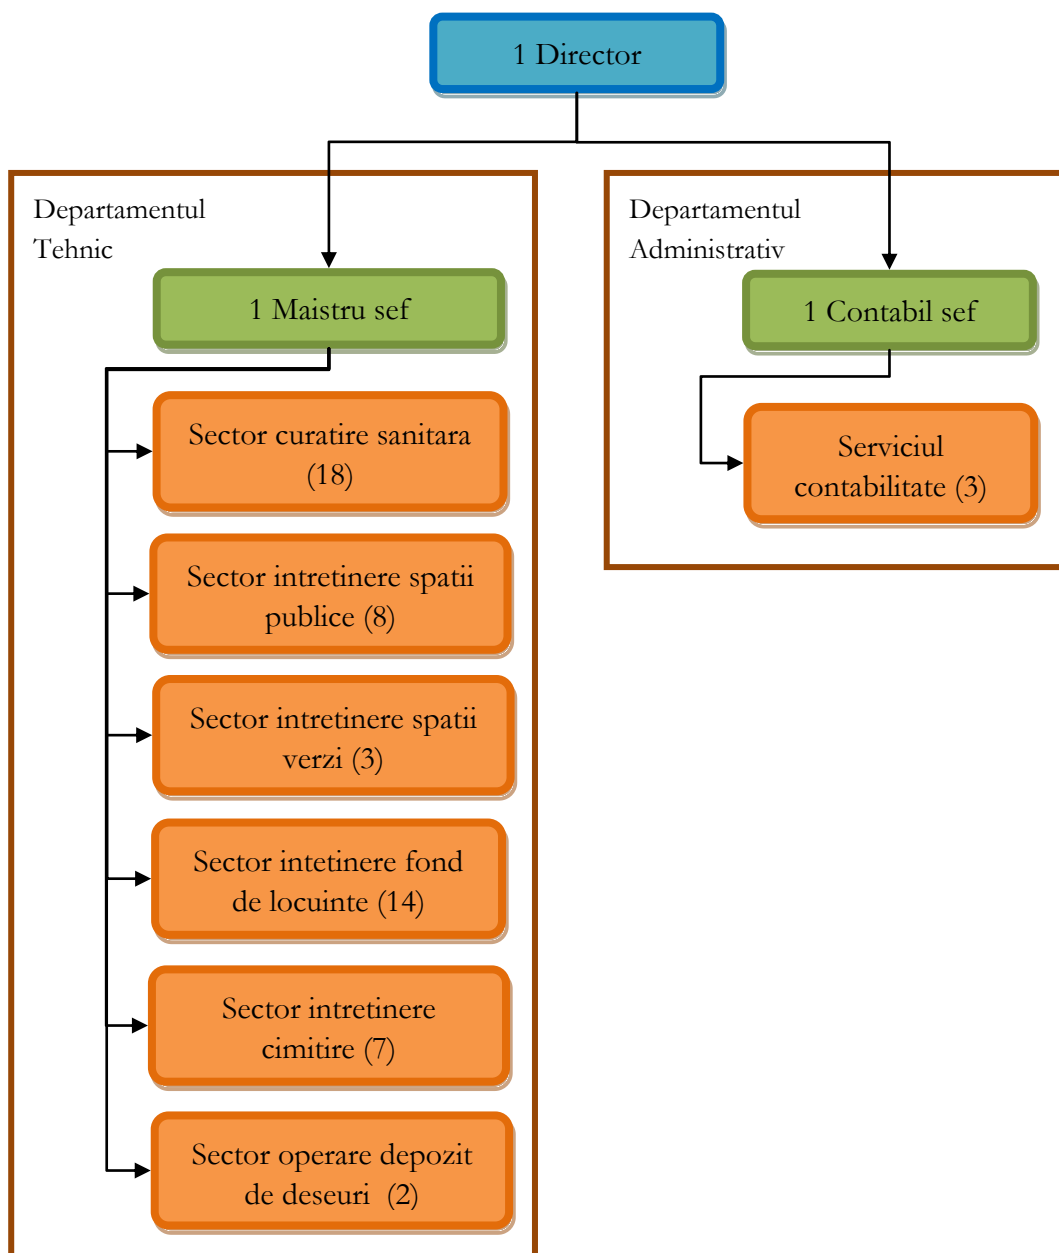 1 Director
Departamentul
Tehnic
1 Maistru sef
Sector curatire sanitara
(18)
Sector intretinere spatii
publice (8)
Sector intretinere spatii
verzi (3)
Sector intetinere fond
de locuinte (14)
Sector intretinere
cimitire (7)
Sector operare depozit
de deseuri  (2)
Departamentul
Administrativ
1 Contabil sef
Serviciul
contabilitate (3)